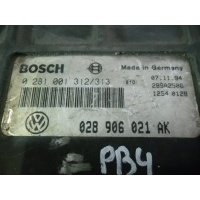 BOSCH Made in Germany
0 281 001 312/313 07.11.94
28SA2506
1254 0128
028 906 021 AK
PB4